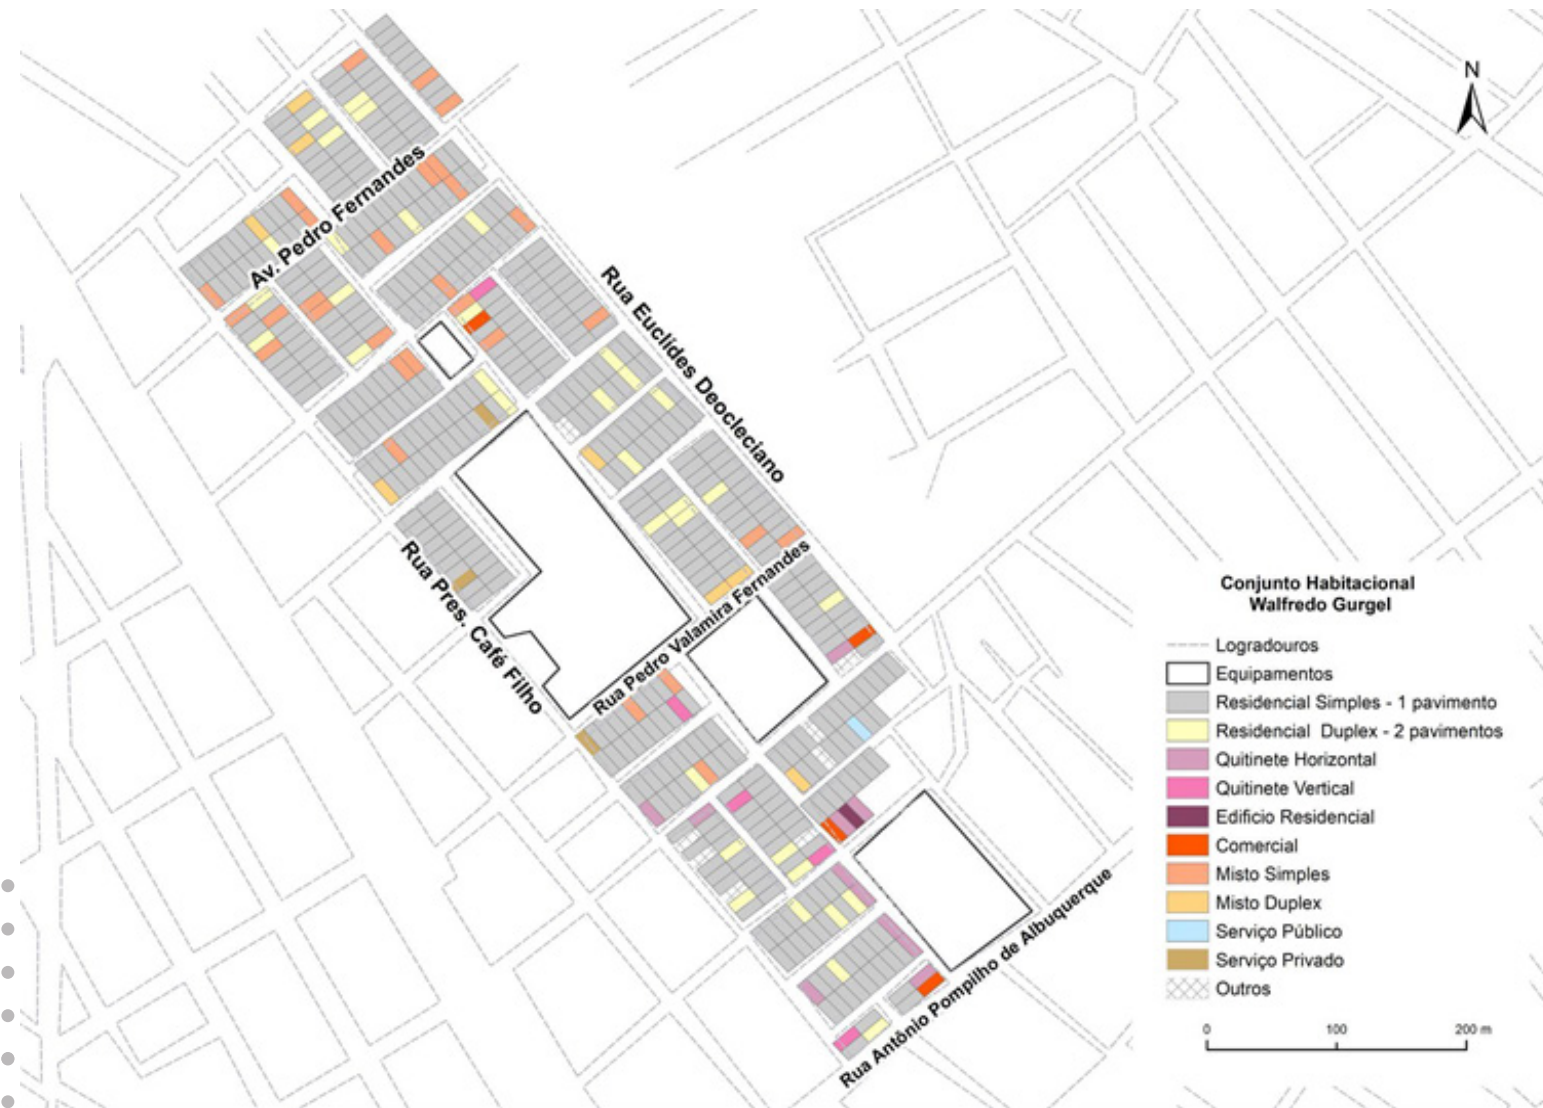 N
Av. Pedro Fernandes
Rua Euclides Deocleciano
Rua Pres. Café Filho
Rua Pedro Valamira Fernandes
Rua Antônio Pompilho de Albuquerque
Conjunto Habitacional
Walfredo Gurgel
Logradouros
Equipamentos
Residencial Simples - 1 pavimento
Residencial Duplex - 2 pavimentos
Quitinete Horizontal
Quitinete Vertical
Edificio Residencial
Comercial
Misto Simples
Misto Duplex
Serviço Público
Serviço Privado
Outros
0 100 200 m